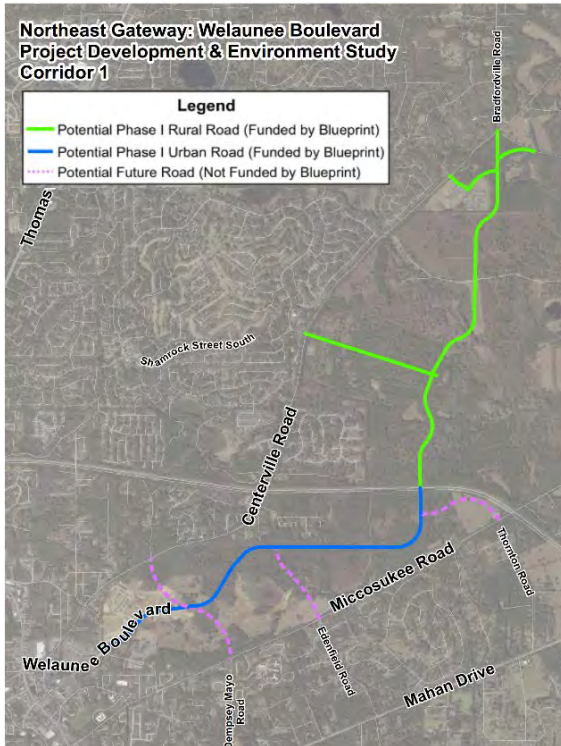 Northeast Gateway: Welaunee Boulevard
Project Development & Environment Study
Corridor 1
Legend
Potential Phase I Rural Road (Funded by Blueprint)
Potential Phase I Urban Road (Funded by Blueprint)
Potential Future Road (Not Funded by Blueprint)
Bradfordville Road
Thomas
Shamrock Street South
Centerville Road
Miccosukee Road
Thornton Road
Welaunee Boulevard
Edenfield Road
Dempsey Mayo
Road
Mahan Drive